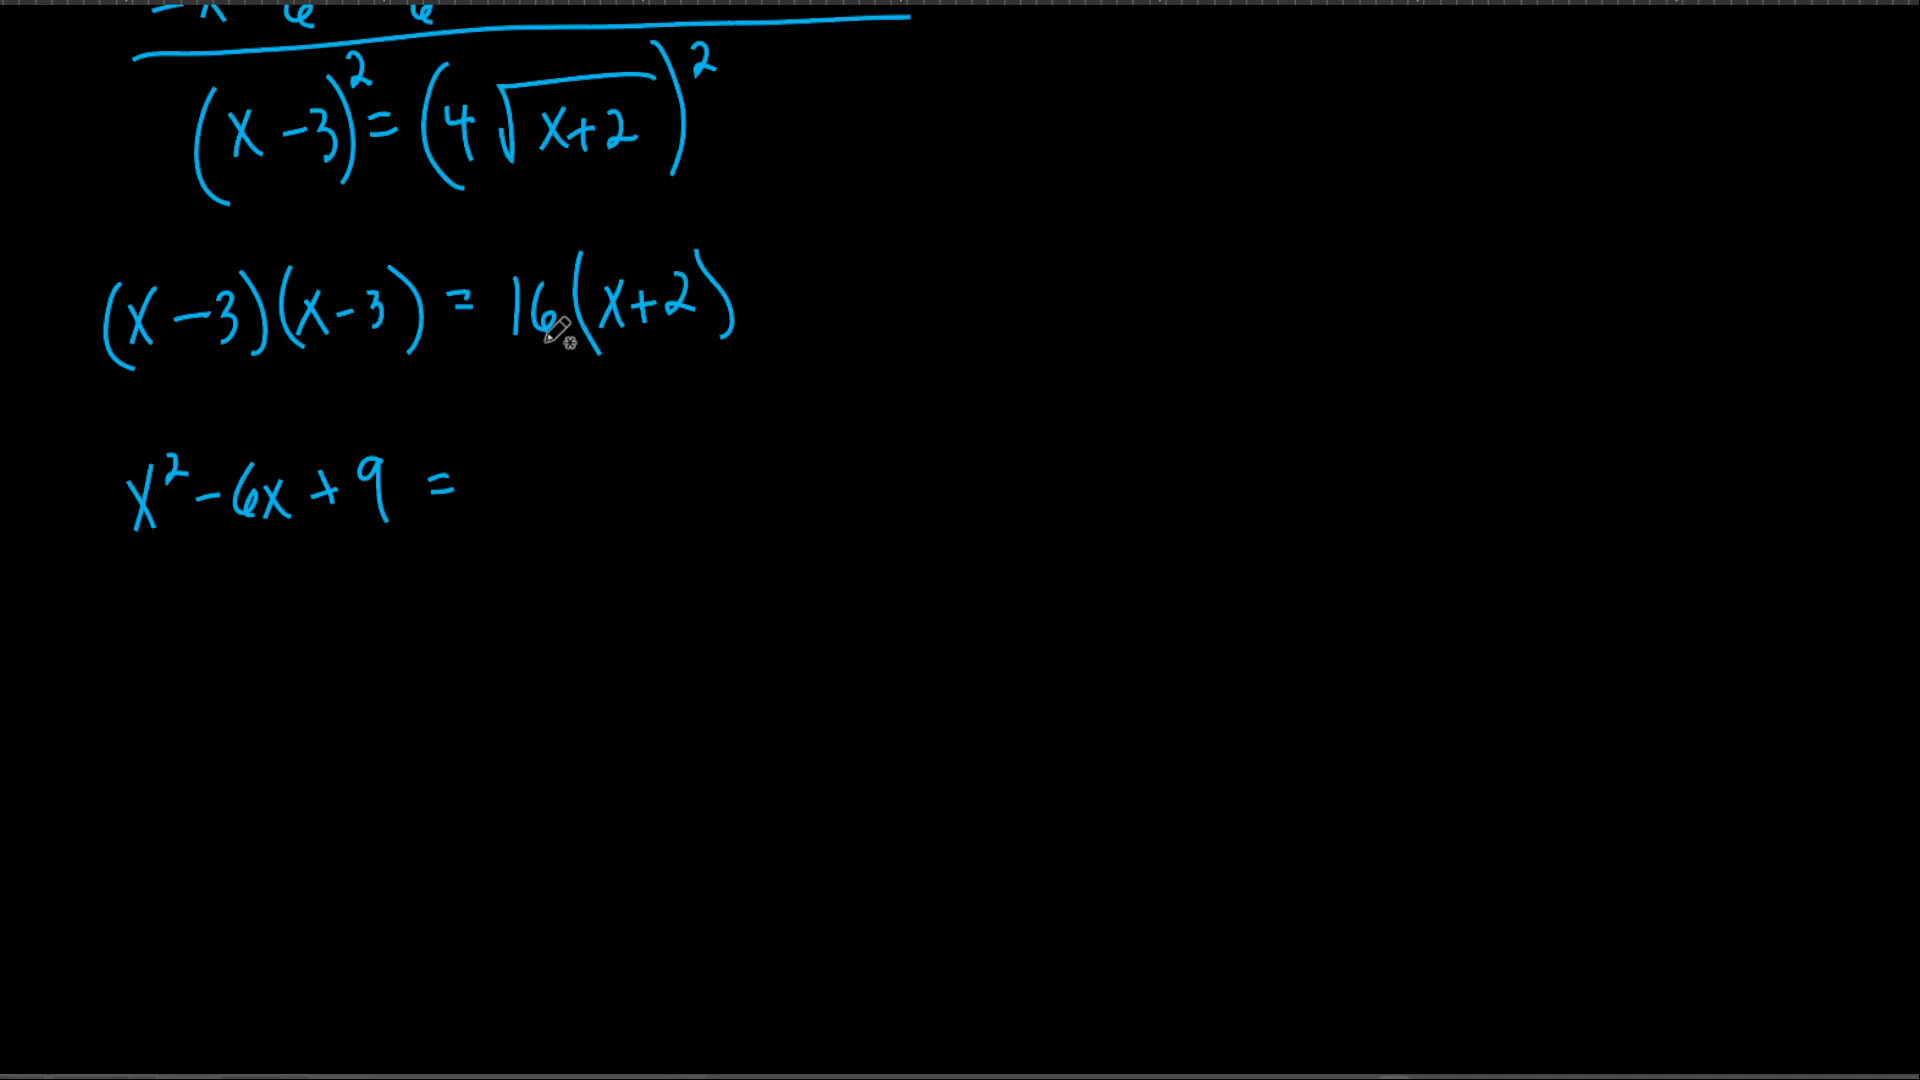 (x - 3)² = (4√(x+2))²
(x - 3)(x - 3) = 16(x+2)
x² - 6x + 9 =